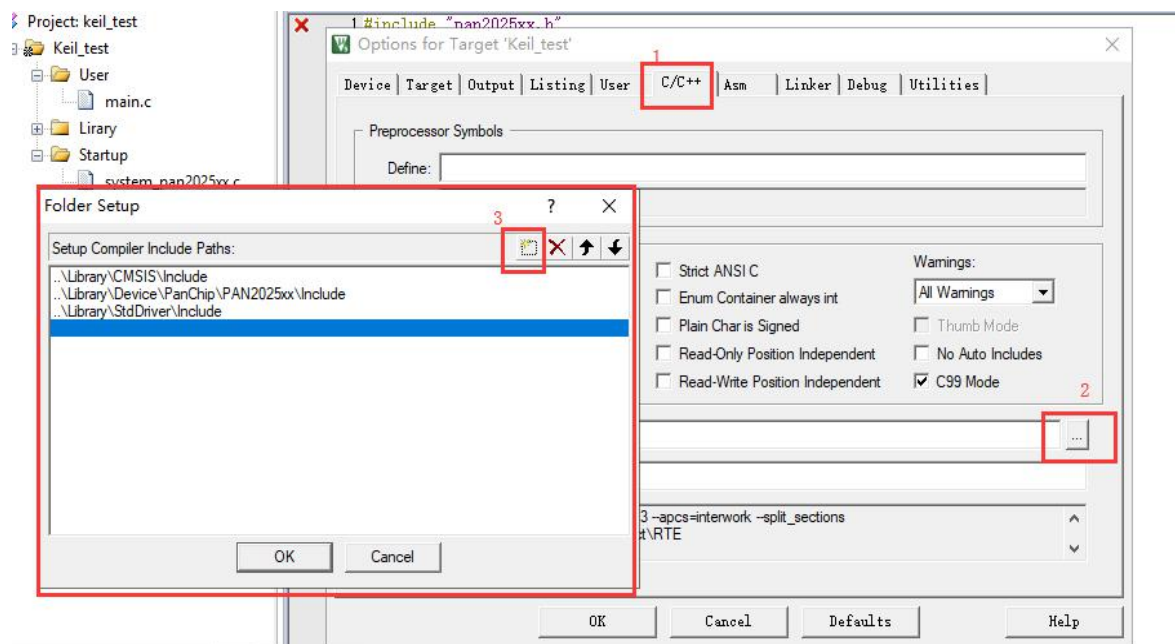 Project: keil_test
Keil_test
User
main.c
Lirary
Startup
system_pan2025xx.c
1 #include "pan2025xx.h"
Options for Target 'Keil_test'
1
Device Target Output Listing User C/C++ Asm Linker Debug Utilities
Preprocessor Symbols
Define:
Folder Setup ?
3
Setup Compiler Include Paths:
..\Library\CMSIS\Include
..\Library\Device\PanChip\PAN2025xx\Include
..\Library\StdDriver\Include
OK Cancel
Strict ANSI C
Enum Container always int
Plain Char is Signed
Read-Only Position Independent
Read-Write Position Independent
Warnings:
All Warnings
Thumb Mode
No Auto Includes
C99 Mode
2
...
3 --apcs=interwork --split_sections
\RTE
OK Cancel Defaults Help